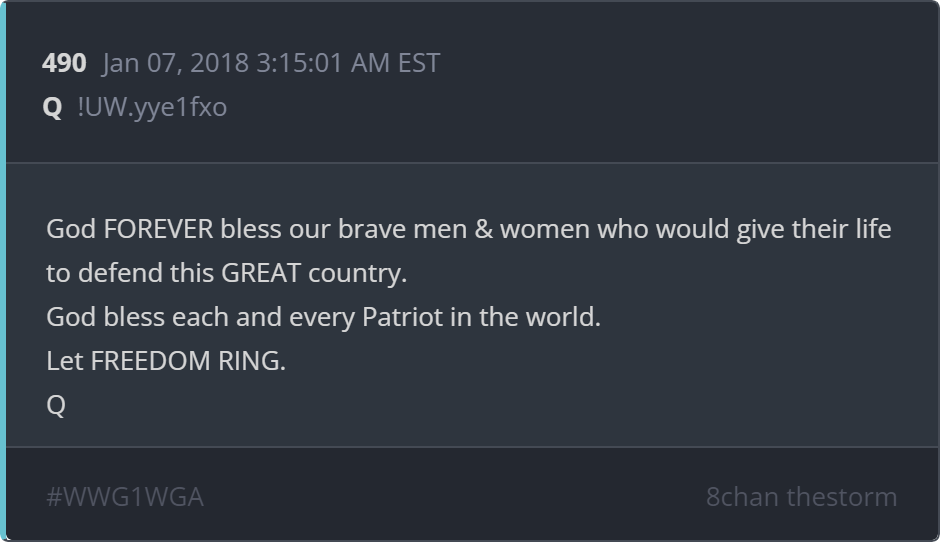 490 Jan 07, 2018 3:15:01 AM EST
Q !UW.yye1fxo
God FOREVER bless our brave men & women who would give their life
to defend this GREAT country.
God bless each and every Patriot in the world.
Let FREEDOM RING.
Q
#WWG1WGA 8chan thestorm